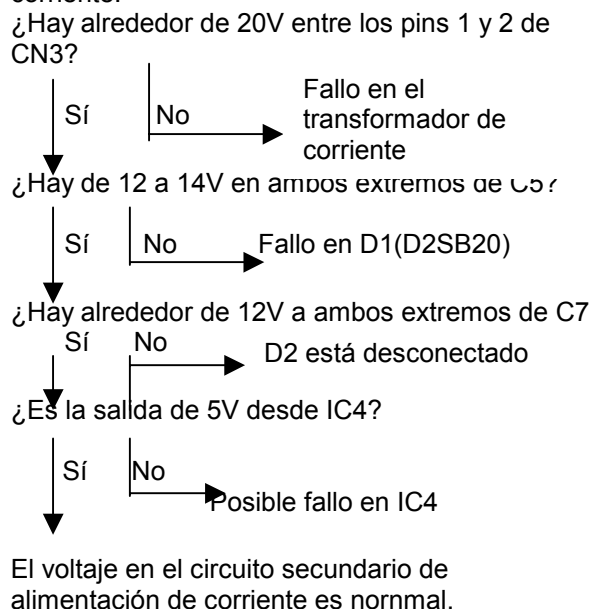 ¿Hay alrededor de 20V entre los pins 1 y 2 de
CN3?
Sí
No
Fallo en el
transformador de
corriente
¿Hay de 12 a 14V en ambos extremos de C5?
Sí
No
Fallo en D1(D2SB20)
¿Hay alrededor de 12V a ambos extremos de C7
Sí
No
D2 está desconectado
¿Es la salida de 5V desde IC4?
Sí
No
Posible fallo en IC4
El voltaje en el circuito secundario de
alimentación de corriente es nornmal.